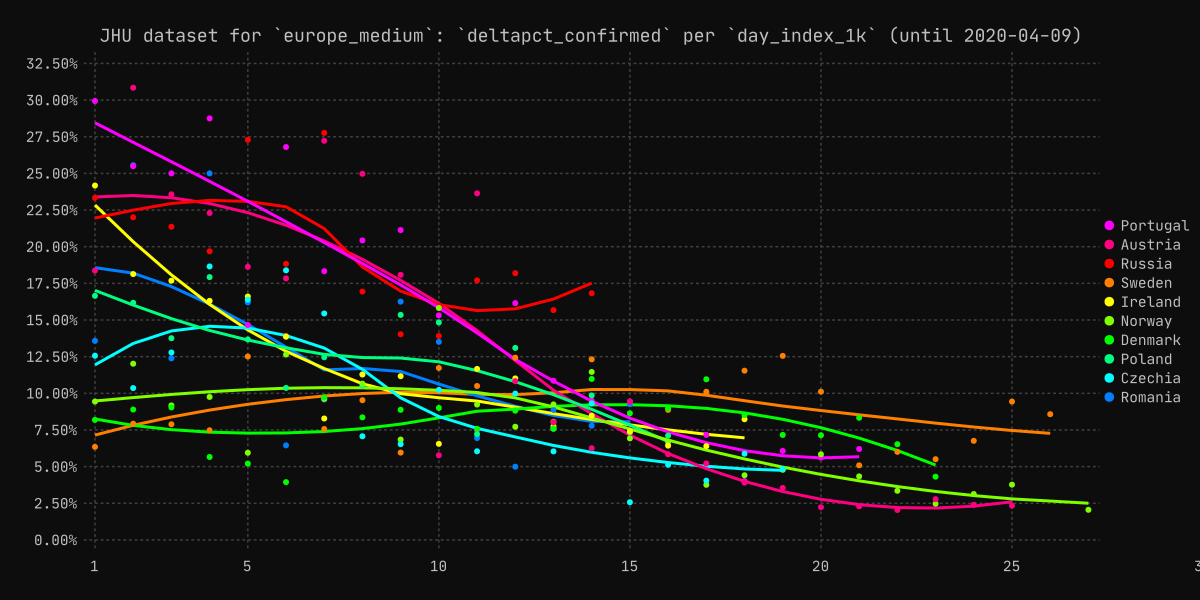 JHU dataset for `europe_medium`: `deltapct_confirmed` per `day_index_1k` (until 2020-04-09)
32.50%
30.00%
27.50%
25.00%
22.50%
20.00%
17.50%
15.00%
12.50%
10.00%
7.50%
5.00%
2.50%
0.00%
1 5 10 15 20 25 3
Portugal
Austria
Russia
Sweden
Ireland
Norway
Denmark
Poland
Czechia
Romania